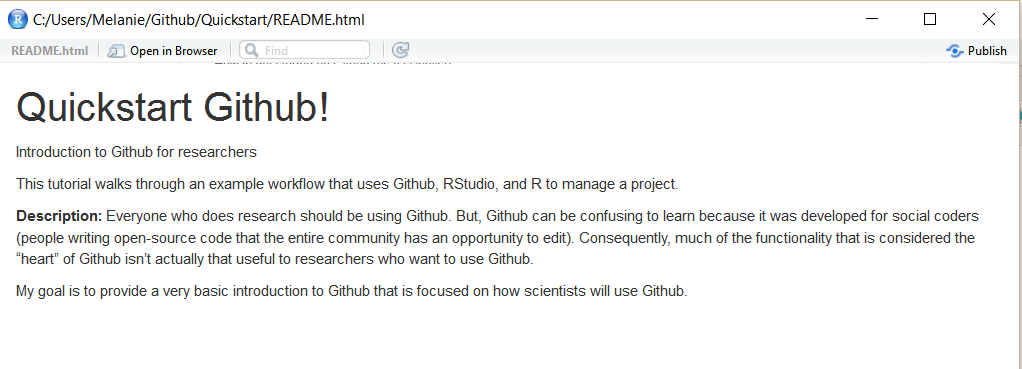 C:/Users/Melanie/Github/Quickstart/README.html
README.html Open in Browser Find Publish
Quickstart Github!
Introduction to Github for researchers
This tutorial walks through an example workflow that uses Github, RStudio, and R to manage a project.
Description: Everyone who does research should be using Github. But, Github can be confusing to learn because it was developed for social coders
(people writing open-source code that the entire community has an opportunity to edit). Consequently, much of the functionality that is considered the
“heart” of Github isn’t actually that useful to researchers who want to use Github.
My goal is to provide a very basic introduction to Github that is focused on how scientists will use Github.